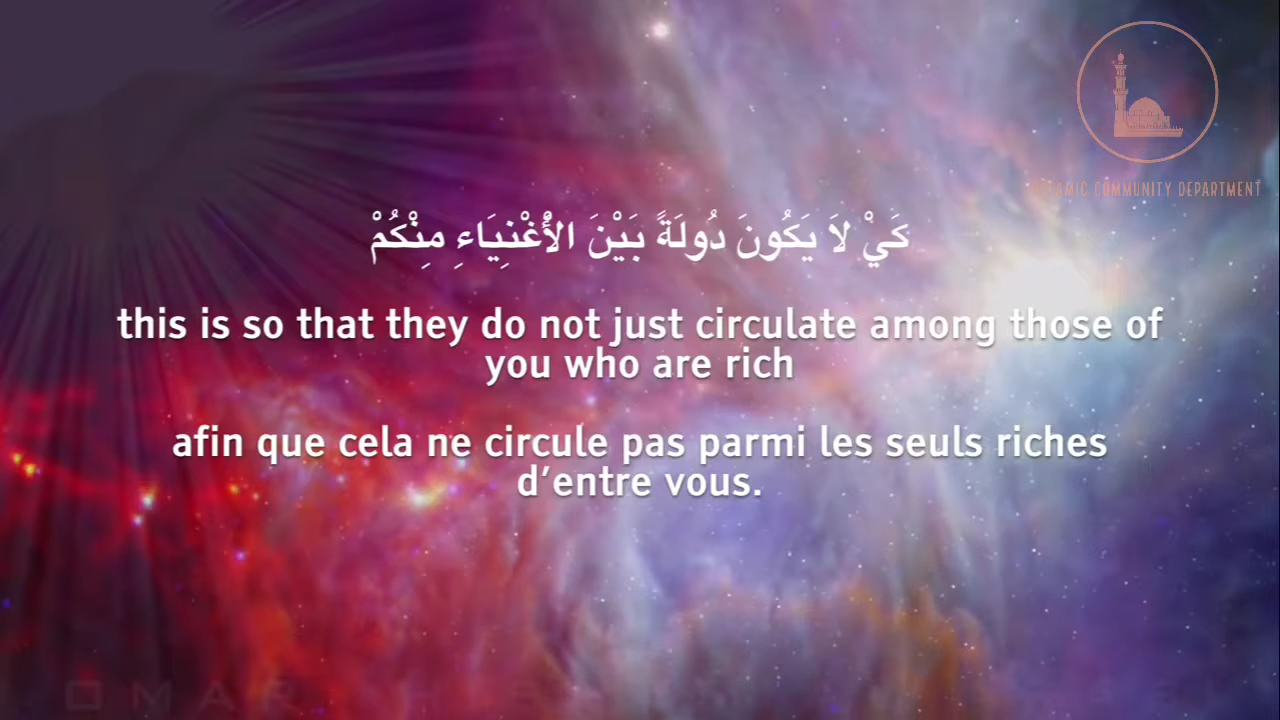 COMMUNITY DEPARTMENT
كَيْ لاَ يَكُونَ دُولَةً بَيْنَ الأَغْنِيَاءِ مِنْكُمْ
this is so that they do not just circulate among those of
you who are rich
afin que cela ne circule pas parmi les seuls riches
d’entre vous.
OMAR